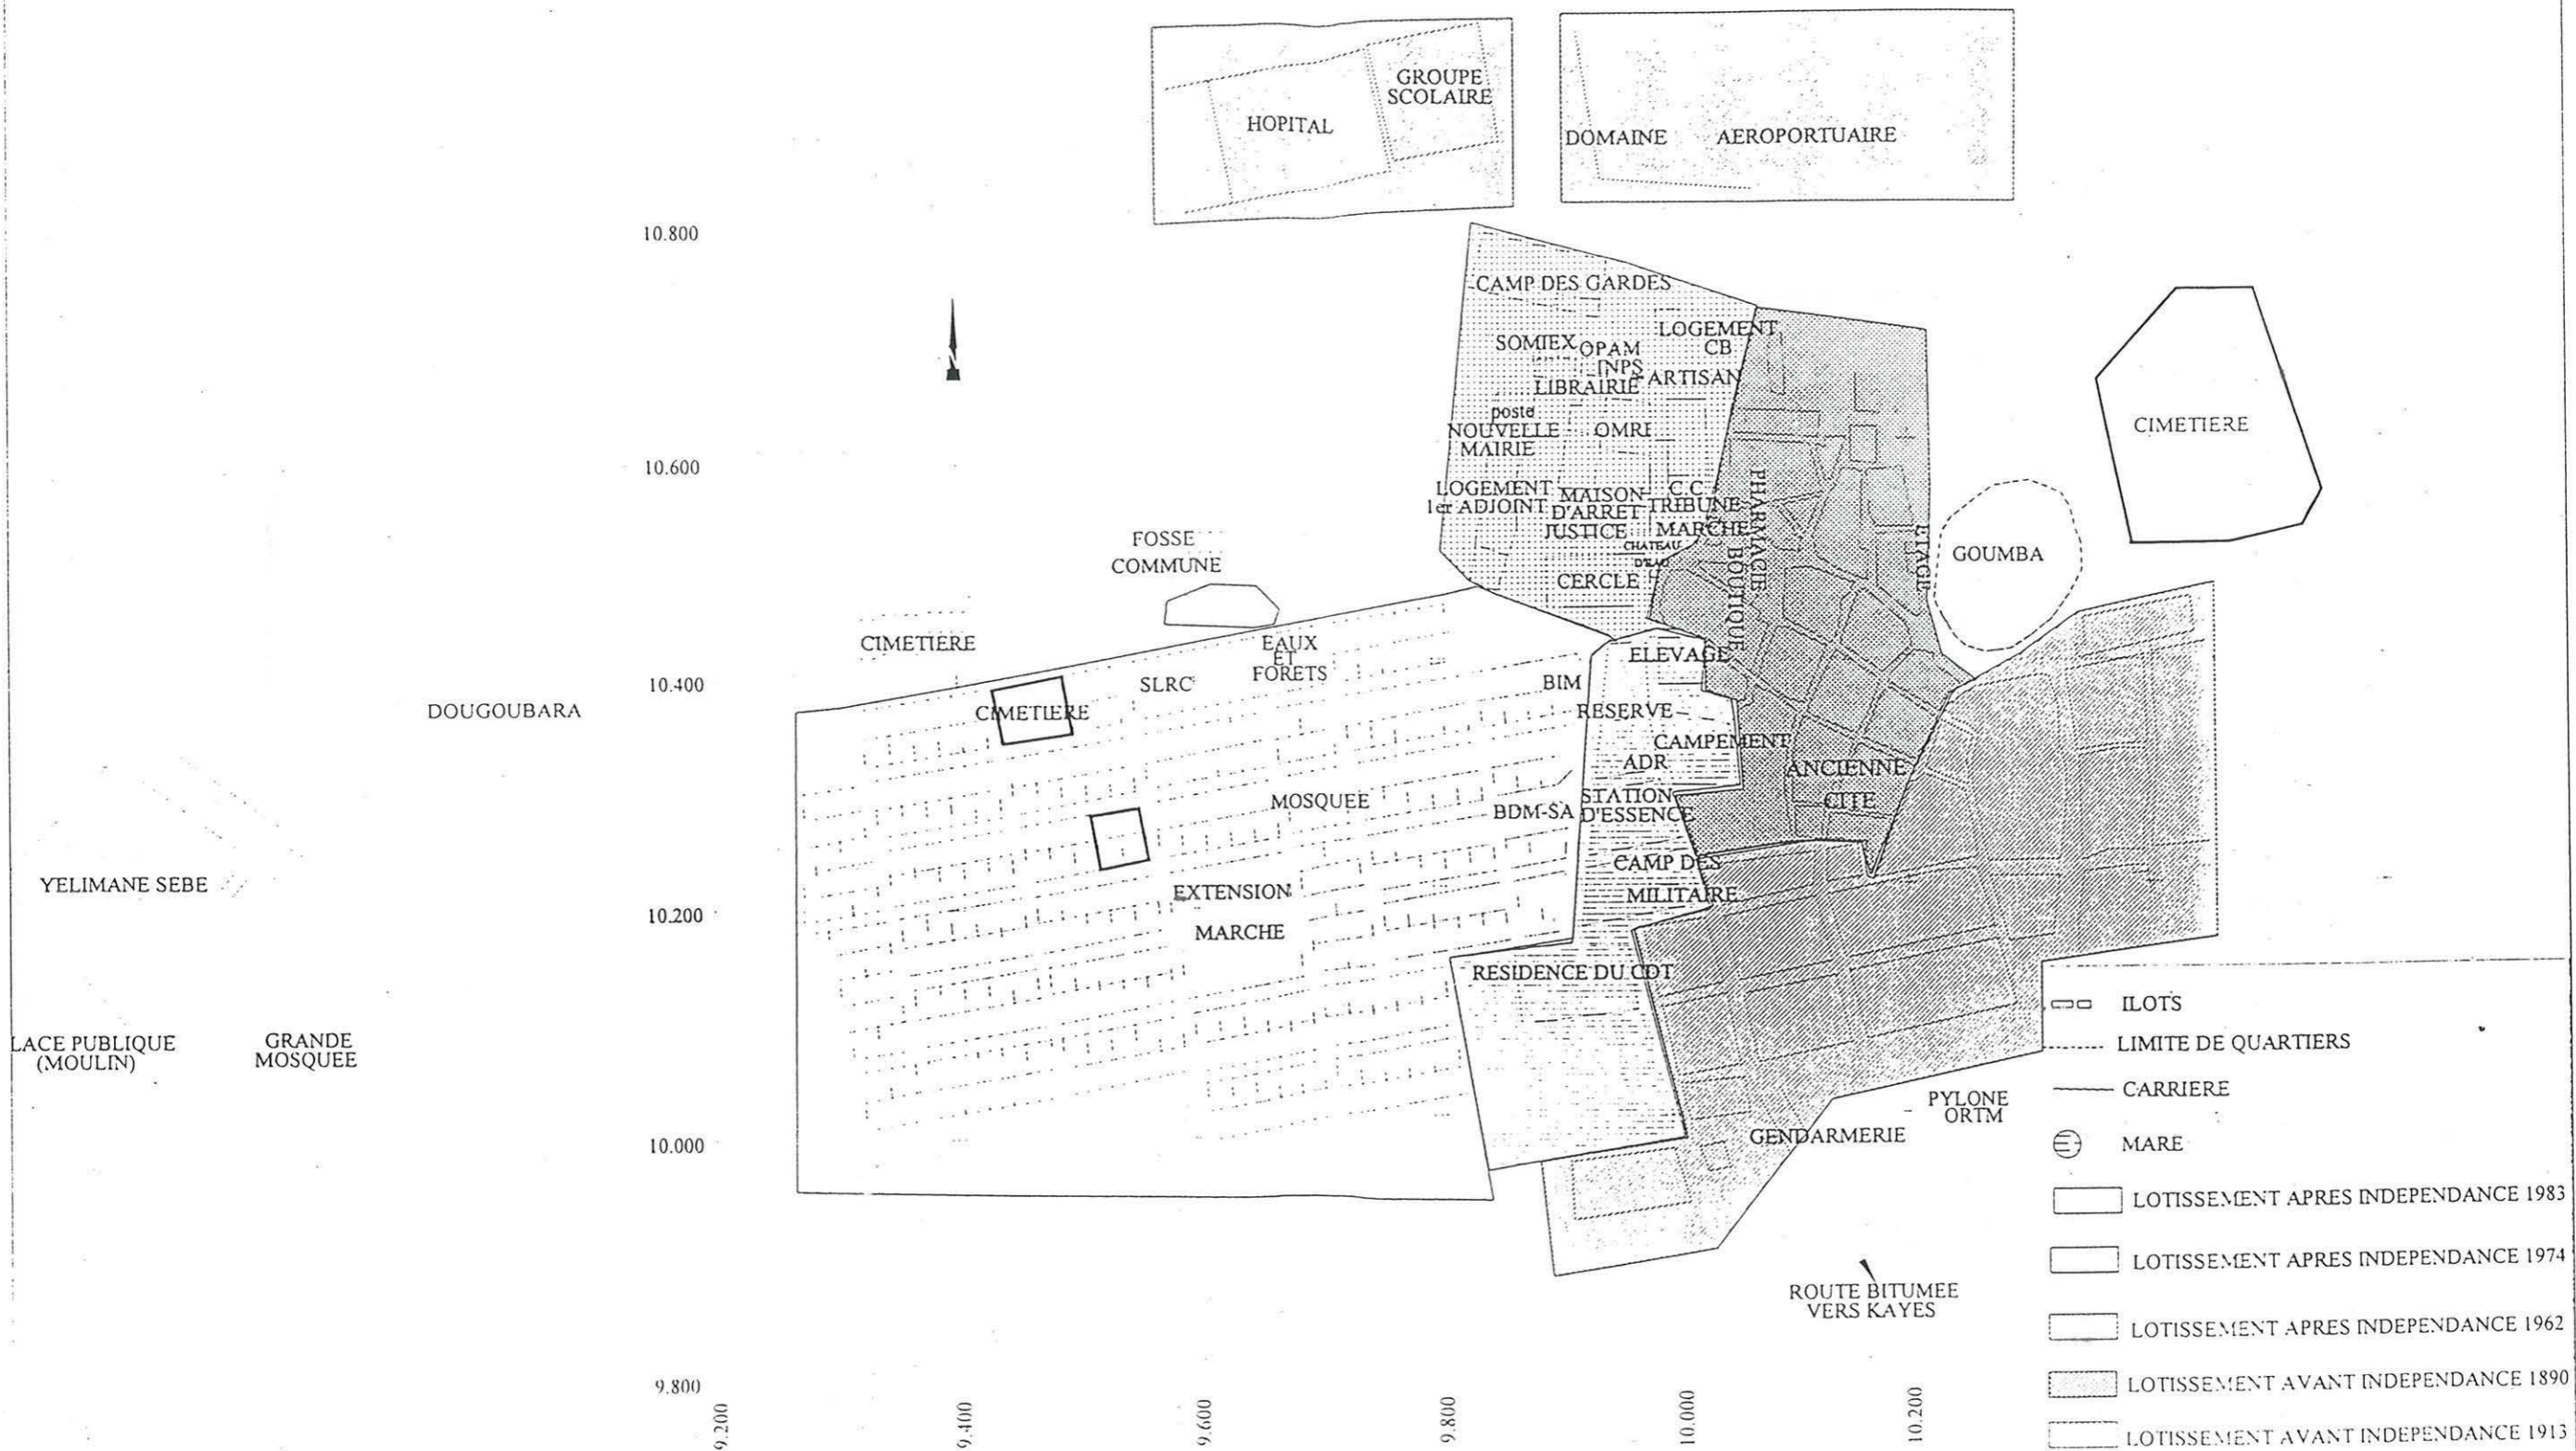 GROUPE
SCOLAIRE
HOPITAL
DOMAINE AEROPORTUAIRE
10.800
CAMP DES GARDES
LOGEMENT
CB
SOMIEX
OPAM
INPS
ARTISAN
LIBRAIRIE
poste
NOUVELLE
MAIRIE
OMRI
CIMETIERE
10.600
PHARMACIE
LOGEMENT
1er ADJOINT
MAISON
D'ARRET
C.C
TRIBUNE
JUSTICE
MARCHE
CHATEAU
D'EAU
BOUTIQUE
ETAGE
GOUMBA
CERCLE
FOSSE
COMMUNE
CIMETIERE
EAUX
ET
FORETS
ELEVAGE
10.400
SLRC
BIM
DOUGOUBARA
CIMETIERE
RESERVE
CAMPEMENT
ADR
ANCIENNE
CITE
MOSQUEE
STATION
D'ESSENCE
BDM-SA
CAMP DES
MILITAIRE
YELIMANE SEBE
EXTENSION
MARCHE
10.200
RESIDENCE DU CDT
LACE PUBLIQUE
(MOULIN)
GRANDE
MOSQUEE
PYLONE
ORTM
GENDARMERIE
10.000
ROUTE BITUMEE
VERS KAYES
9.800
9.200
9.400
9.600
9.800
10.000
10.200
ILOTS
LIMITE DE QUARTIERS
CARRIERE
MARE
LOTISSEMENT APRES INDEPENDANCE 1983
LOTISSEMENT APRES INDEPENDANCE 1974
LOTISSEMENT APRES INDEPENDANCE 1962
LOTISSEMENT AVANT INDEPENDANCE 1890
LOTISSEMENT AVANT INDEPENDANCE 1913